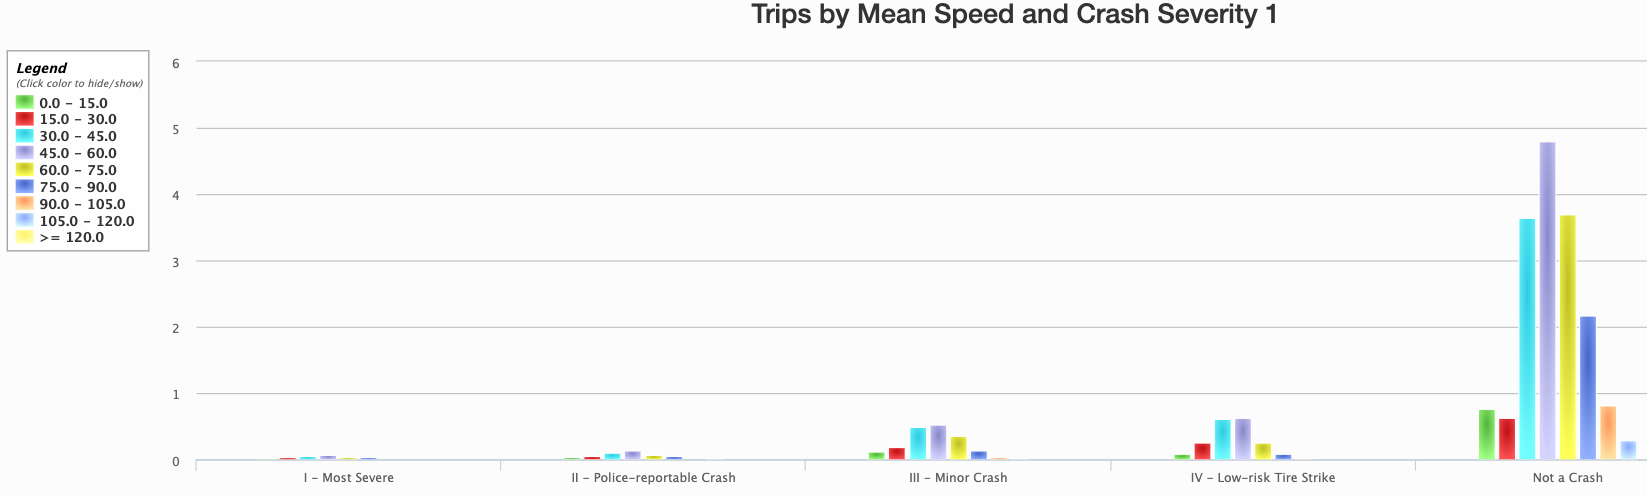 Trips by Mean Speed and Crash Severity 1
Legend
(Click color to hide/show)
0.0 – 15.0
15.0 – 30.0
30.0 – 45.0
45.0 – 60.0
60.0 – 75.0
75.0 – 90.0
90.0 – 105.0
105.0 – 120.0
>= 120.0
6
5
4
3
2
1
0
I – Most Severe
II – Police-reportable Crash
III – Minor Crash
IV – Low-risk Tire Strike
Not a Crash